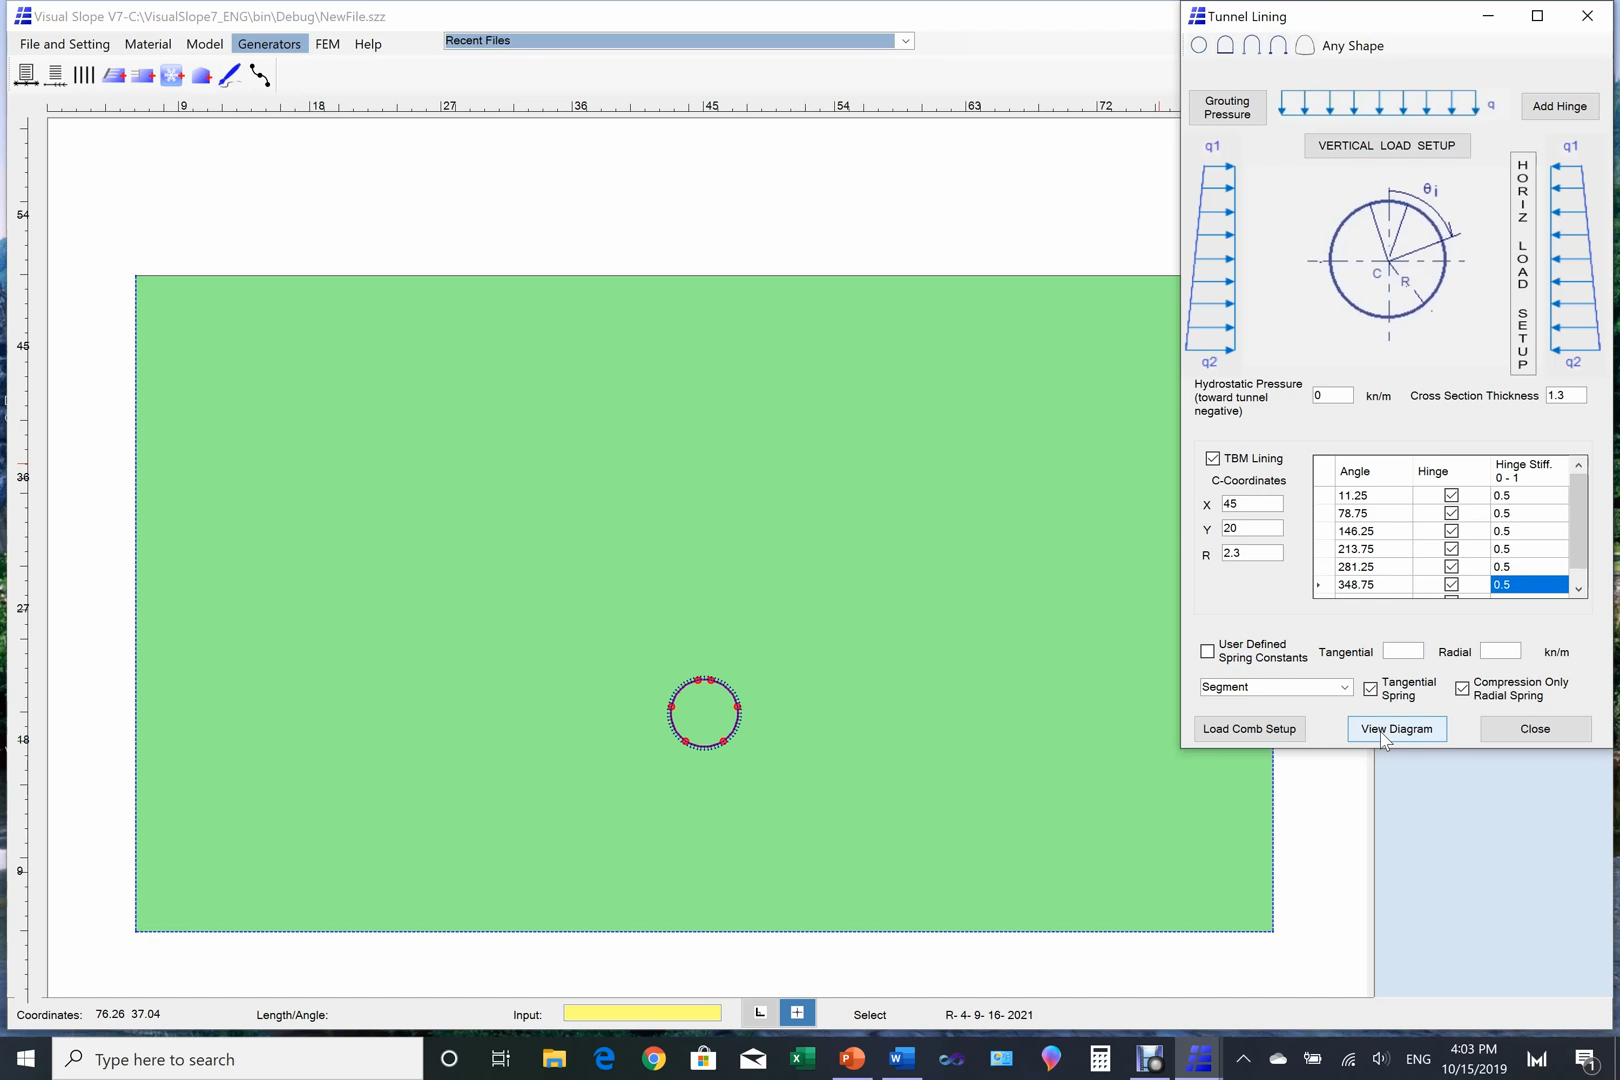 Visual Slope V7-C:\VisualSlope7_ENG\bin\Debug\NewFile.szz
File and Setting Material Model Generators FEM Help
Recent Files
9 18 27 36 45 54 63 72
54
45
36
27
18
9
Tunnel Lining
Any Shape
Grouting
Pressure
q
Add Hinge
VERTICAL LOAD SETUP
q1
q1
θ i
C
R
HORIZ LOAD SETUP
q2
q2
Hydrostatic Pressure
(toward tunnel
negative)
0 kn/m
Cross Section Thickness 1.3
TBM Lining
C-Coordinates
X 45
Y 20
R 2.3
Angle Hinge Hinge Stiff.
0 - 1
11.25 0.5
78.75 0.5
146.25 0.5
213.75 0.5
281.25 0.5
348.75 0.5
User Defined
Spring Constants
Tangential Radial kn/m
Segment
Tangential
Spring
Compression Only
Radial Spring
Load Comb Setup View Diagram Close
Coordinates: 76.26 37.04 Length/Angle: Input: Select R- 4- 9- 16- 2021
Type here to search
ENG
4:03 PM
10/15/2019
1